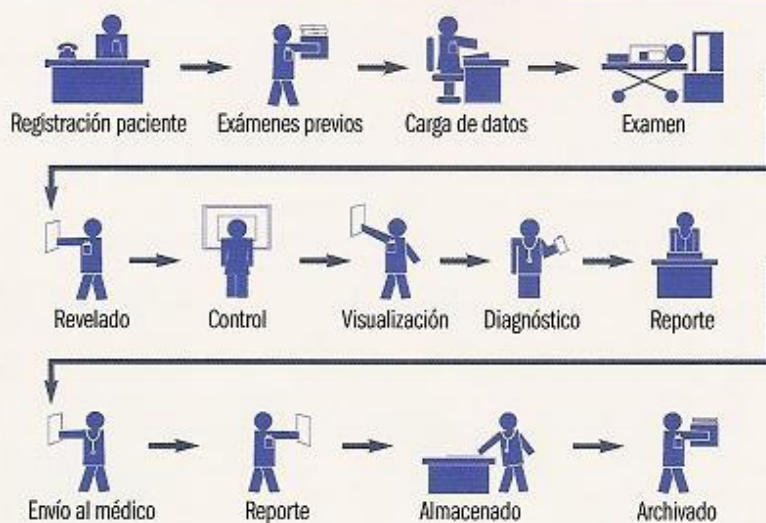 Registración paciente
Exámenes previos
Carga de datos
Examen
Revelado
Control
Visualización
Diagnóstico
Reporte
Envío al médico
Reporte
Almacenado
Archivado